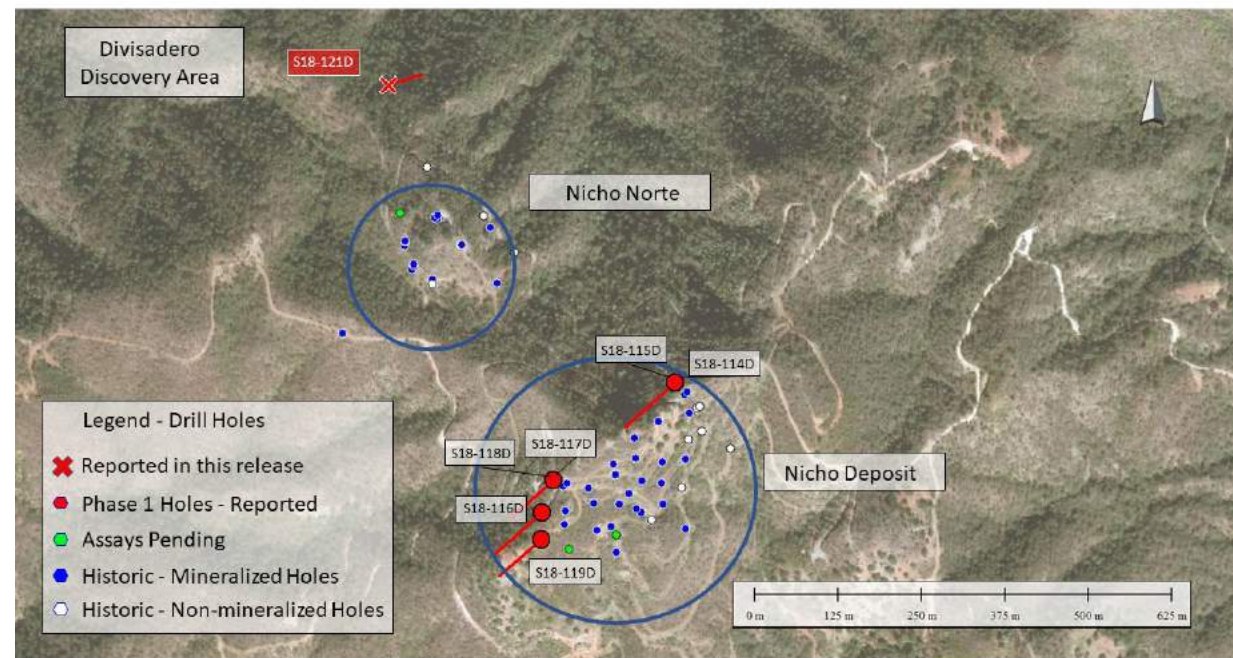 Divisadero
Discovery Area
S18-121D
Nicho Norte
S18-115D
S18-114D
S18-117D
S18-118D
S18-116D
S18-119D
Nicho Deposit
Legend - Drill Holes
Reported in this release
Phase 1 Holes - Reported
Assays Pending
Historic - Mineralized Holes
Historic - Non-mineralized Holes
0 m 125 m 250 m 375 m 500 m 625 m